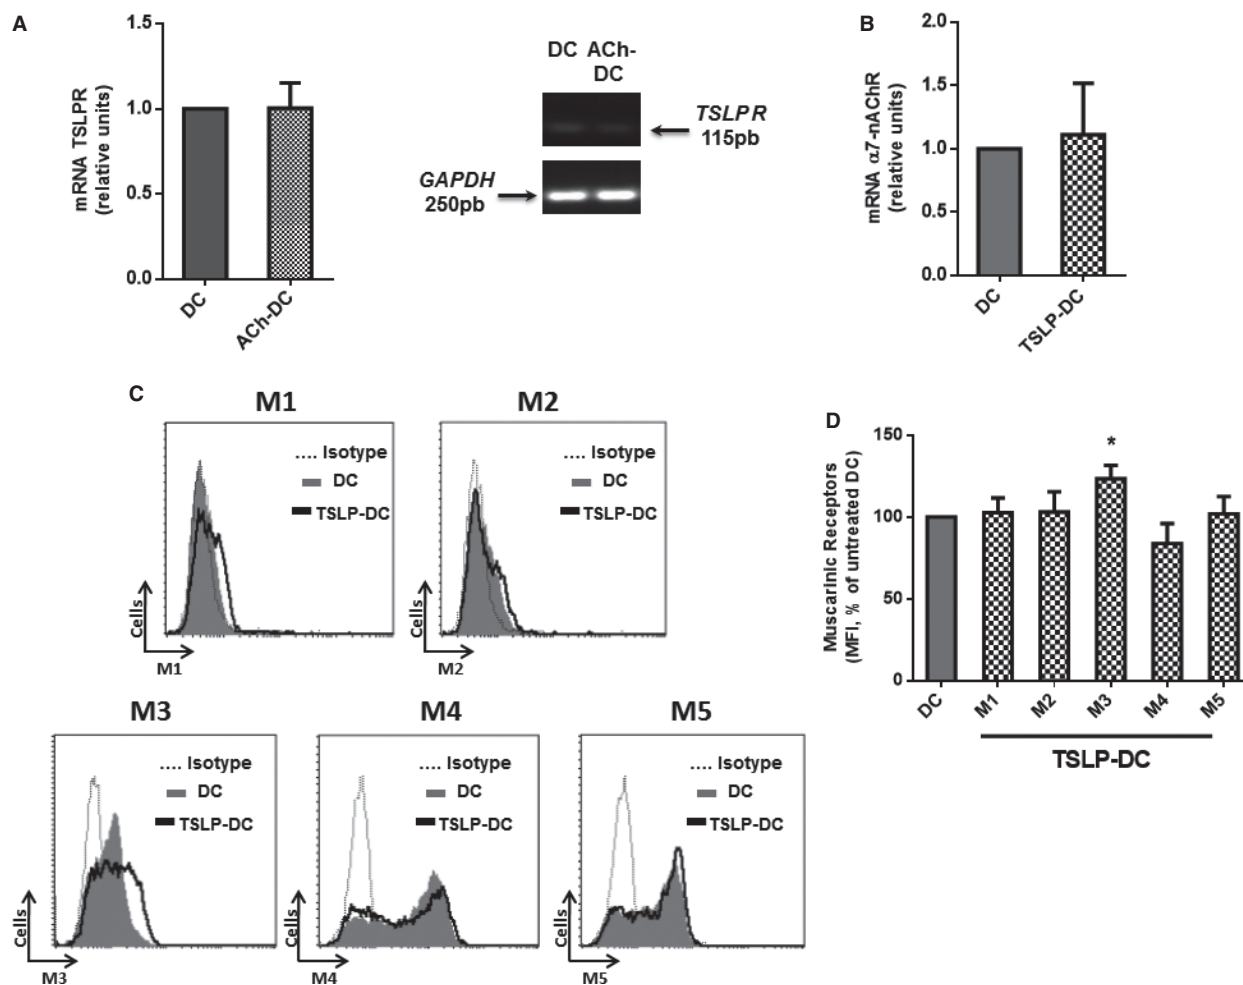 A
mRNA TSLPR
(relative units)
1.5
1.0
0.5
0.0
DC
ACh-DC
DC ACh-
DC
TSLPR
115pb
GAPDH
250pb
B
mRNA α7-nAChR
(relative units)
2.0
1.5
1.0
0.5
0.0
DC
TSLP-DC
C
M1
.... Isotype
DC
TSLP-DC
Cells
M1
M2
.... Isotype
DC
TSLP-DC
Cells
M2
M3
.... Isotype
DC
TSLP-DC
Cells
M3
M4
.... Isotype
DC
TSLP-DC
Cells
M4
M5
.... Isotype
DC
TSLP-DC
Cells
M5
D
Muscarinic Receptors
(MFI, % of untreated DC)
150
100
50
0
*
DC
M1
M2
M3
M4
M5
TSLP-DC